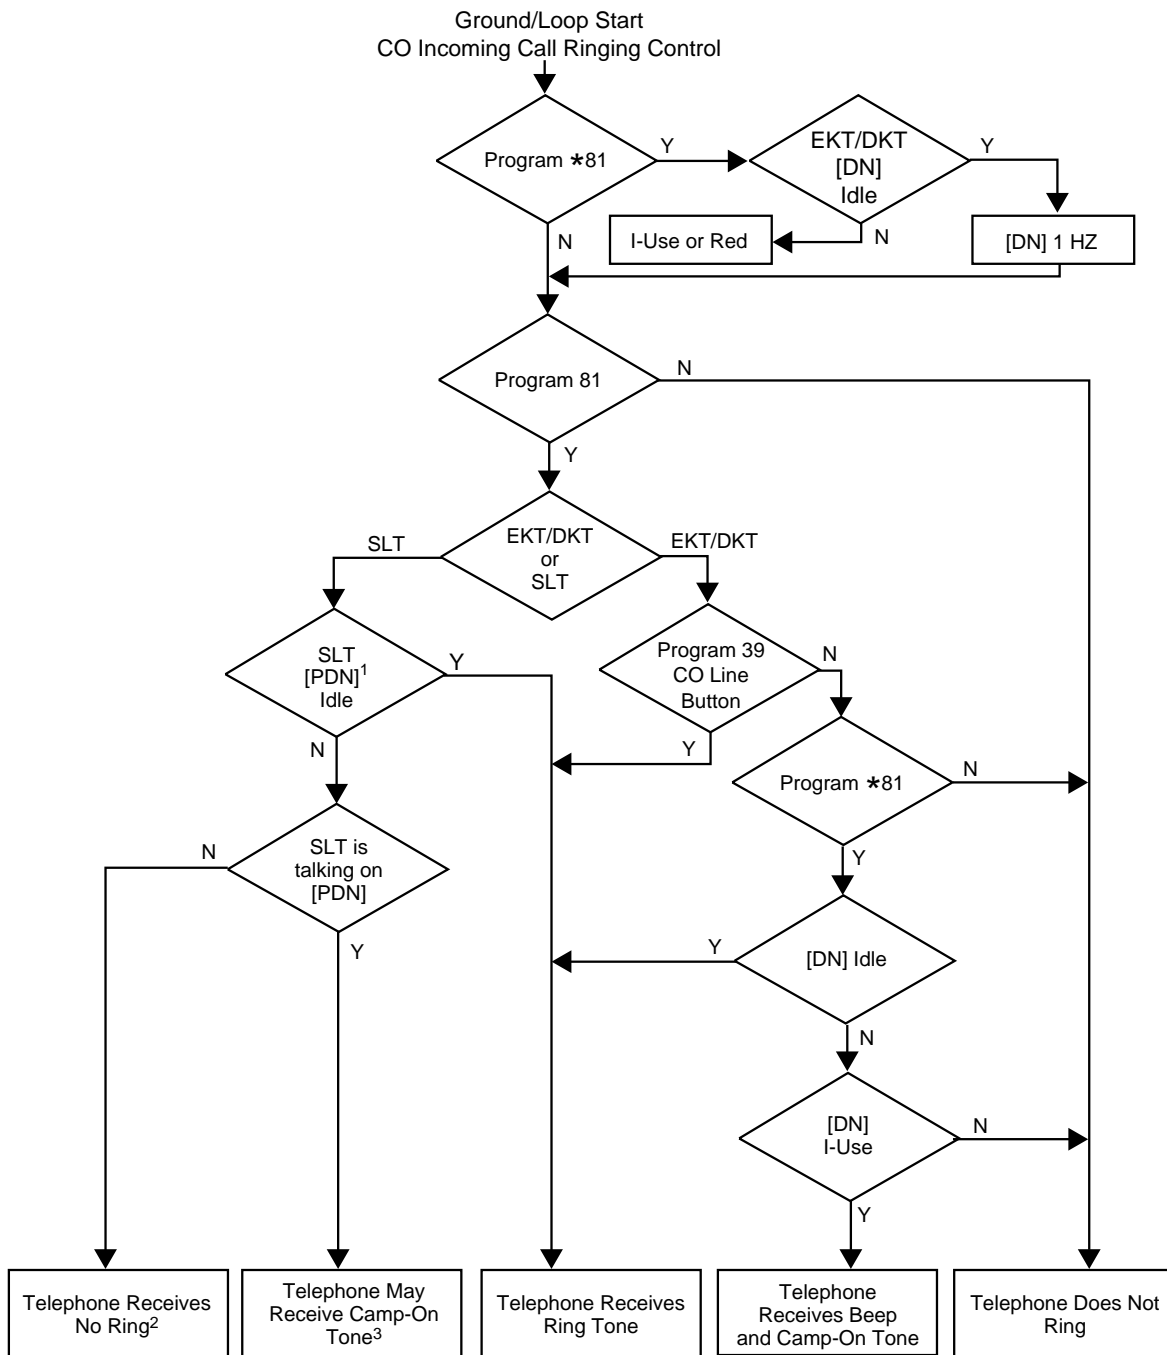 Ground/Loop Start
CO Incoming Call Ringing Control
Program *81
Y
EKT/DKT
[DN]
Idle
Y
N
I-Use or Red
N
[DN] 1 HZ
Program 81
N
Y
SLT
EKT/DKT
or
SLT
EKT/DKT
SLT
[PDN]1
Idle
Y
Program 39
CO Line
Button
N
N
Y
Program *81
N
N
SLT is
talking on
[PDN]
Y
Y
Y
[DN] Idle
N
[DN]
I-Use
N
Y
Telephone Receives
No Ring2
Telephone May
Receive Camp-On
Tone3
Telephone Receives
Ring Tone
Telephone
Receives Beep
and Camp-On Tone
Telephone Does Not
Ring